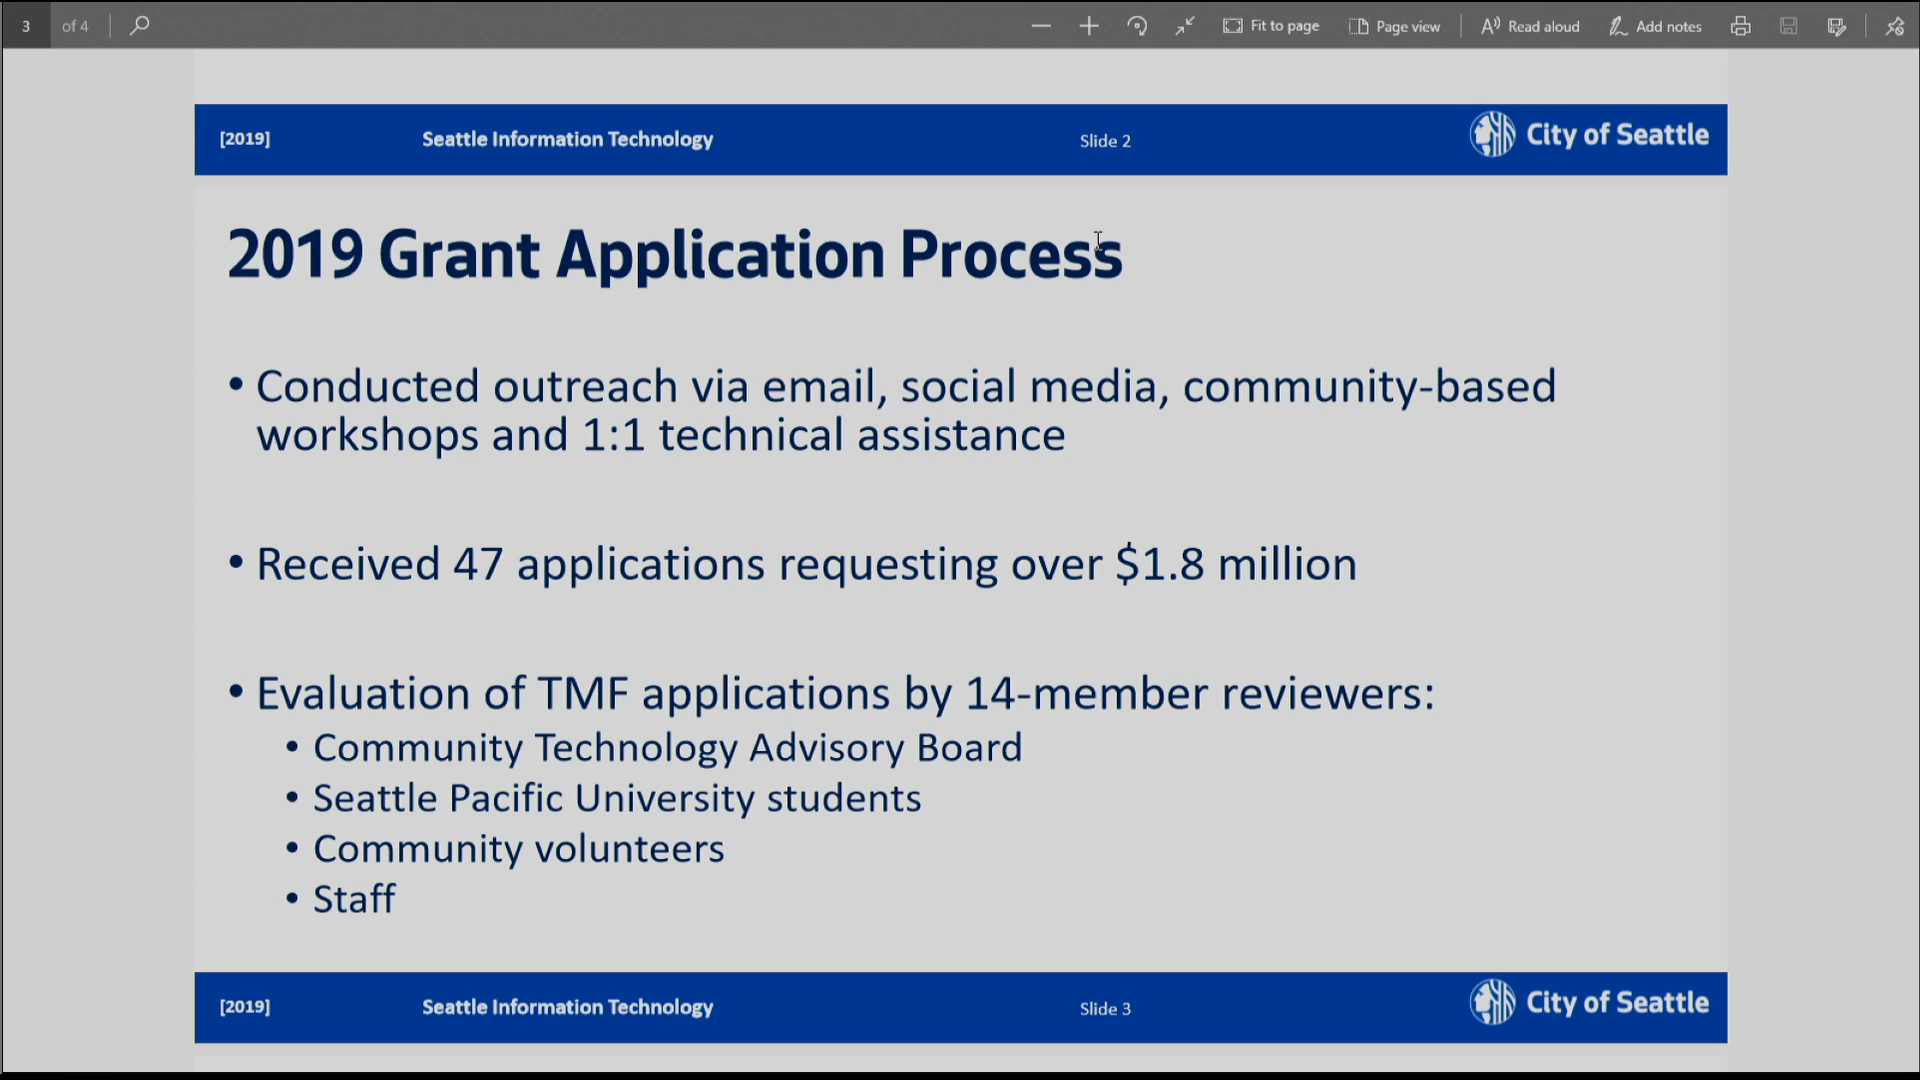 3 of 4 Fit to page Page view Read aloud Add notes
[2019] Seattle Information Technology Slide 2 City of Seattle
2019 Grant Application Process
• Conducted outreach via email, social media, community-based
workshops and 1:1 technical assistance
• Received 47 applications requesting over $1.8 million
• Evaluation of TMF applications by 14-member reviewers:
• Community Technology Advisory Board
• Seattle Pacific University students
• Community volunteers
• Staff
[2019] Seattle Information Technology Slide 3 City of Seattle